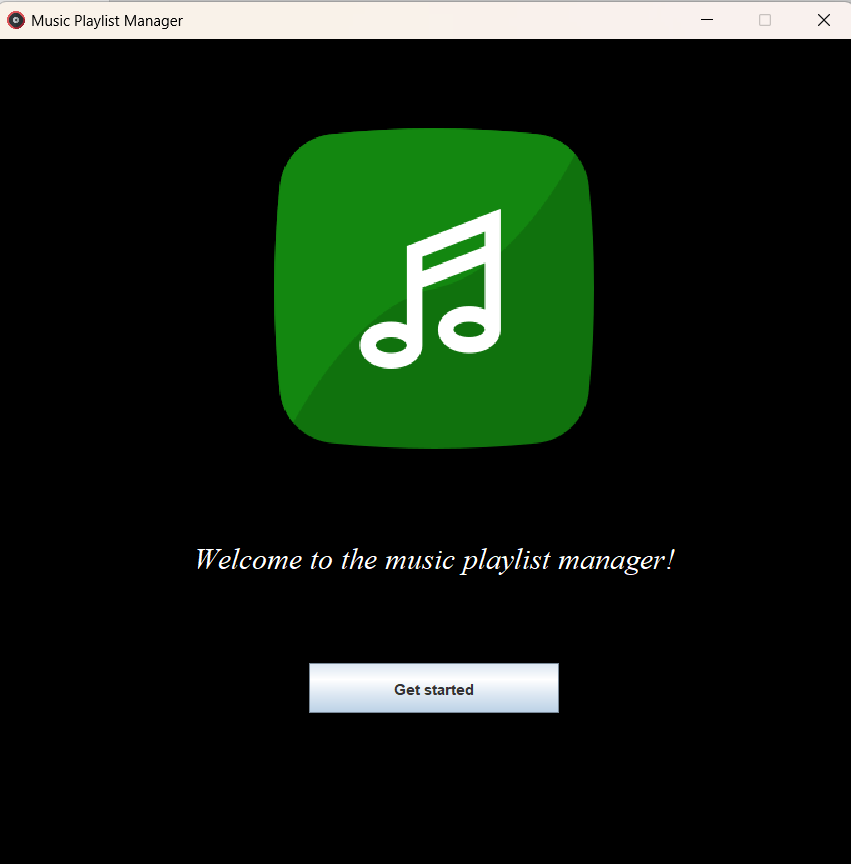 Music Playlist Manager
Welcome to the music playlist manager!
Get started